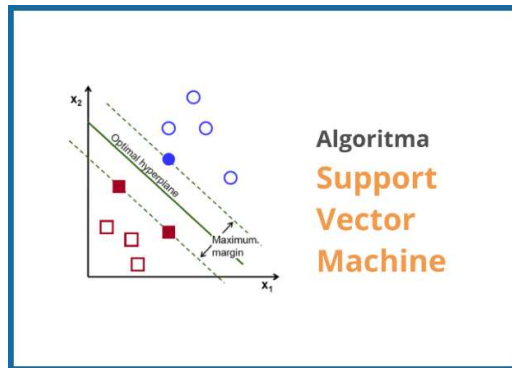 x2
Optimal hyperplane
Maximum
margin
x1
Algoritma
Support
Vector
Machine